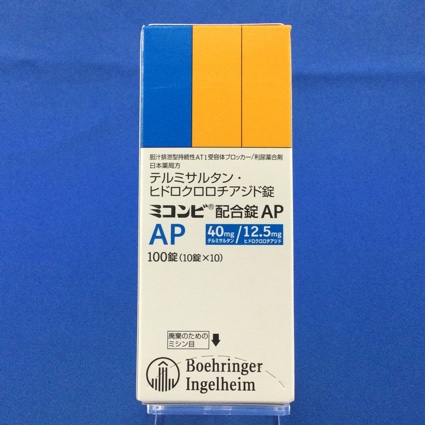 胆汁排泄型持続性AT1受容体ブロッカー/利尿薬合剤
日本薬局方
テルミサルタン・
ヒドロクロロチアジド錠
ミコンビ®配合錠AP
AP 40mg/12.5mg
テルミサルタン ヒドロクロロチアジド
100錠(10錠×10)
廃棄のための
ミシン目
Boehringer
Ingelheim